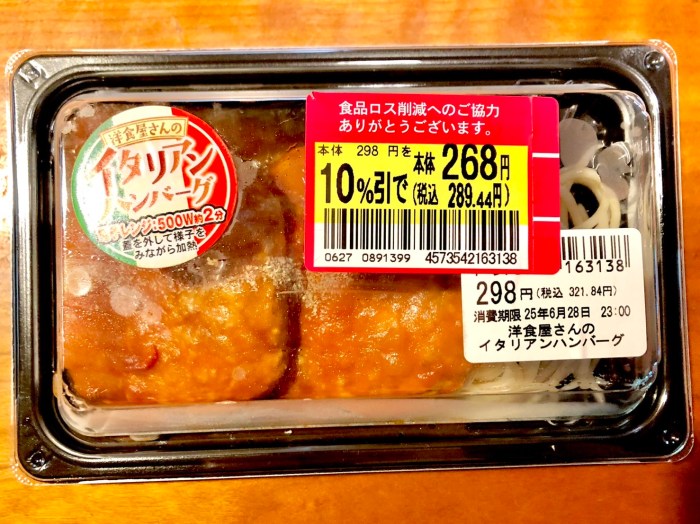 洋食屋さんの
イタリアン
ハンバーグ
レンジ:500W約2分
蓋を外して様子を
みながら加熱
食品ロス削減へのご協力
ありがとうございます。
本体 298 円を 本体 268円
10%引で (税込 289.44円)
0627 0891399 4573542163138
163138
298円(税込 321.84円)
消費期限 25年6月28日 23:00
洋食屋さんの
イタリアンハンバーグ